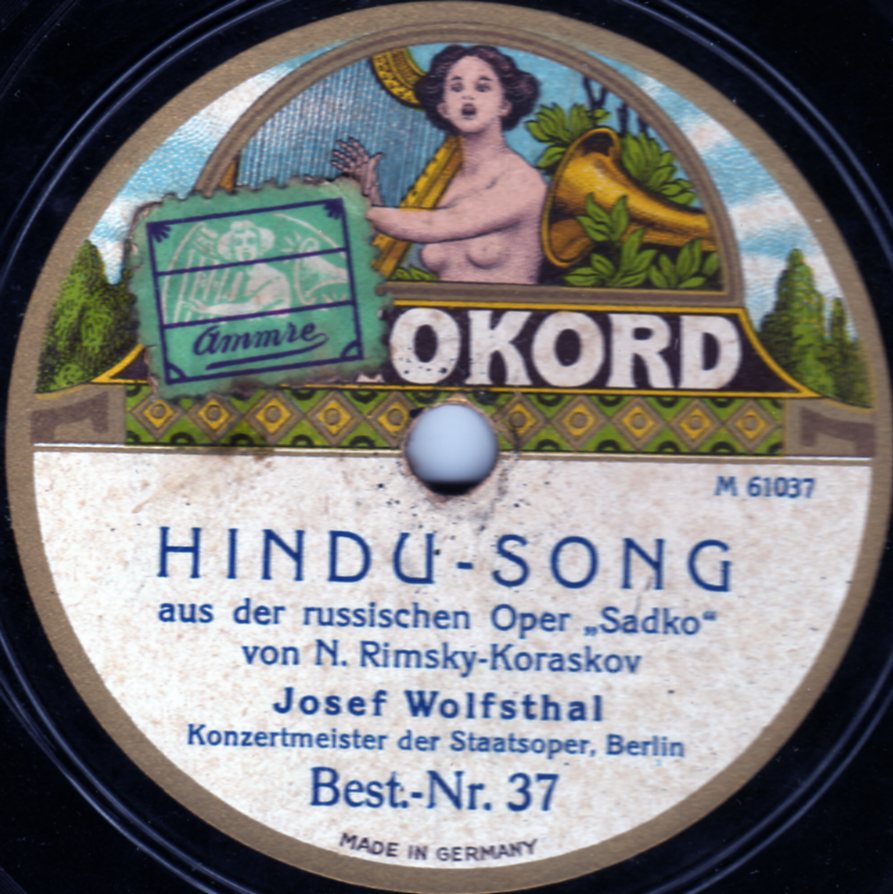 ammre
OKORD
M 61037
HINDU-SONG
aus der russischen Oper „Sadko“
von N. Rimsky-Koraskov
Josef Wolfsthal
Konzertmeister der Staatsoper, Berlin
Best.-Nr. 37
MADE IN GERMANY